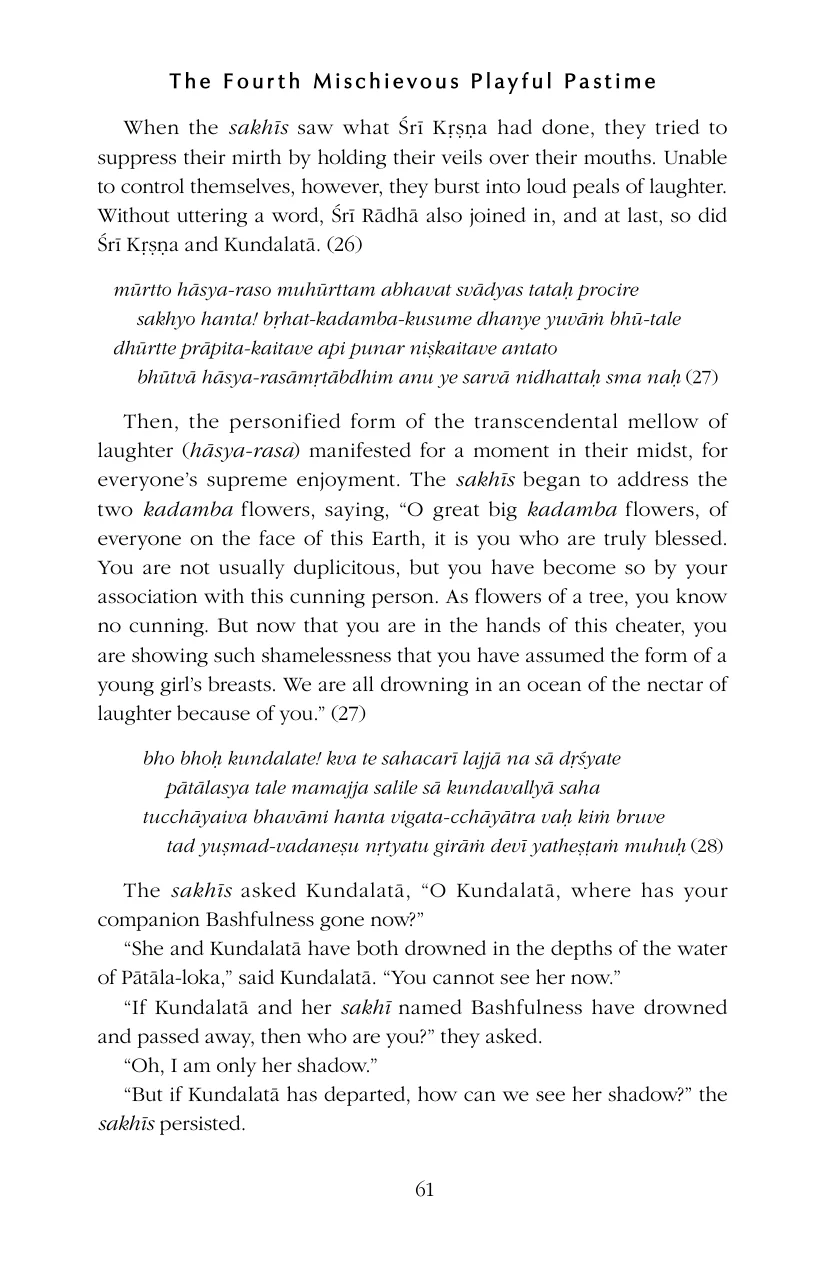 The Fourth Mischievous Playful Pastime
When the sakhīs saw what Śrī Kṛṣṇa had done, they tried to
suppress their mirth by holding their veils over their mouths. Unable
to control themselves, however, they burst into loud peals of laughter.
Without uttering a word, Śrī Rādhā also joined in, and at last, so did
Śrī Kṛṣṇa and Kundalatā. (26)
mūrtto hāsya-raso muhūrttam abhavat svādyas tataḥ procire
sakhyo hanta! bṛhat-kadamba-kusume dhanye yuvāṁ bhū-tale
dhūrtte prāpita-kaitave api punar niṣkaitave antato
bhūtvā hāsya-rasāmṛtābdhim anu ye sarvā nidhattaḥ sma naḥ (27)
Then, the personified form of the transcendental mellow of
laughter (hāsya-rasa) manifested for a moment in their midst, for
everyone’s supreme enjoyment. The sakhīs began to address the
two kadamba flowers, saying, “O great big kadamba flowers, of
everyone on the face of this Earth, it is you who are truly blessed.
You are not usually duplicitous, but you have become so by your
association with this cunning person. As flowers of a tree, you know
no cunning. But now that you are in the hands of this cheater, you
are showing such shamelessness that you have assumed the form of a
young girl’s breasts. We are all drowning in an ocean of the nectar of
laughter because of you.” (27)
bho bhoḥ kundalate! kva te sahacarī lajjā na sā dṛśyate
pātālasya tale mamajja salile sā kundavallyā saha
tucchāyaiva bhavāmi hanta vigata-cchāyātra vaḥ kiṁ bruve
tad yuṣmad-vadaneṣu nṛtyatu girāṁ devī yatheṣṭaṁ muhuḥ (28)
The sakhīs asked Kundalatā, “O Kundalatā, where has your
companion Bashfulness gone now?”
“She and Kundalatā have both drowned in the depths of the water
of Pātāla-loka,” said Kundalatā. “You cannot see her now.”
“If Kundalatā and her sakhī named Bashfulness have drowned
and passed away, then who are you?” they asked.
“Oh, I am only her shadow.”
“But if Kundalatā has departed, how can we see her shadow?” the
sakhīs persisted.
61